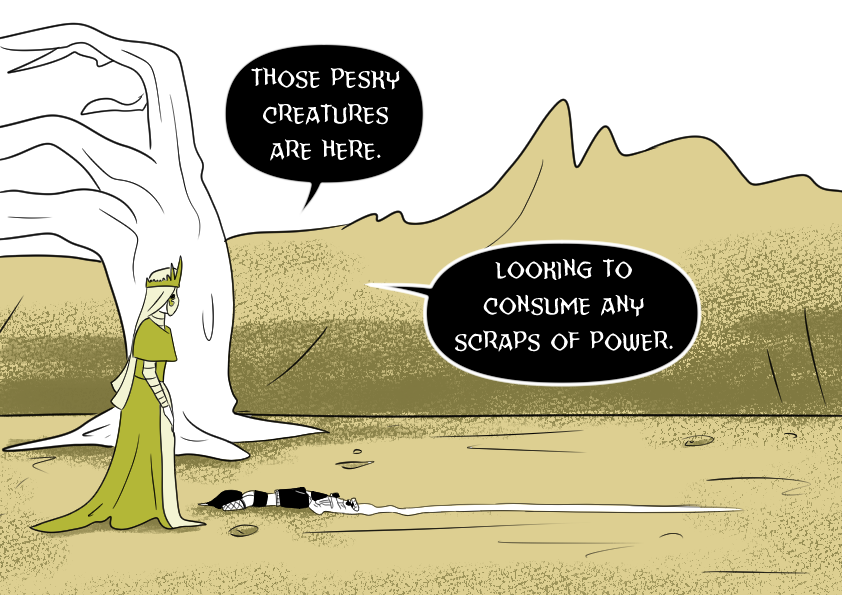 THOSE PESKY
CREATURES
ARE HERE.
LOOKING TO
CONSUME ANY
SCRAPS OF POWER.